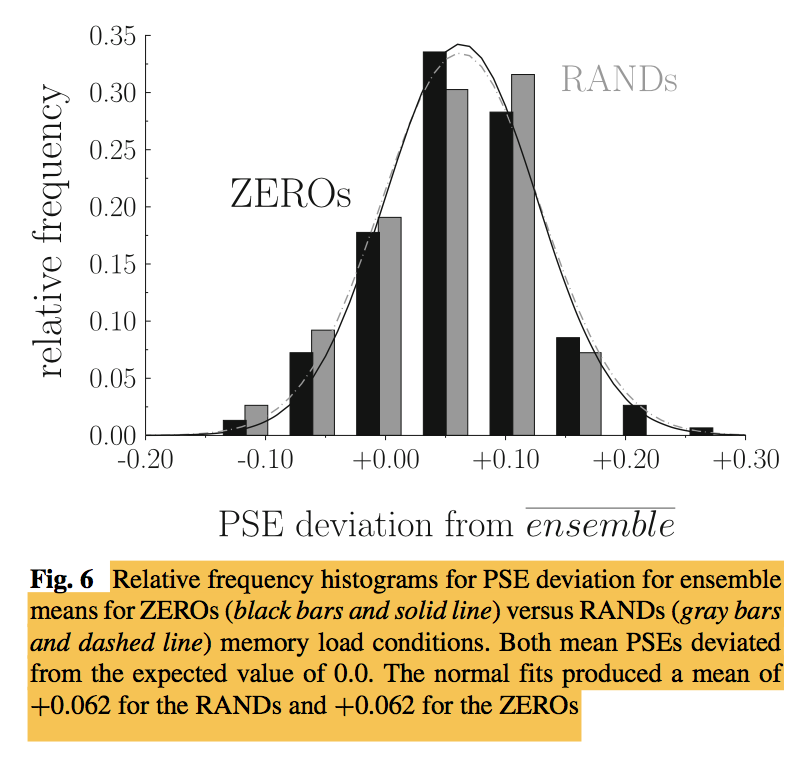 0.35
0.30
0.25
0.20
0.15
0.10
0.05
0.00
relative frequency
RANDs
ZEROs
-0.20 -0.10 +0.00 +0.10 +0.20 +0.30
PSE deviation from ensemble
Fig. 6 Relative frequency histograms for PSE deviation for ensemble
means for ZEROs (black bars and solid line) versus RANDs (gray bars
and dashed line) memory load conditions. Both mean PSEs deviated
from the expected value of 0.0. The normal fits produced a mean of
+0.062 for the RANDs and +0.062 for the ZEROs